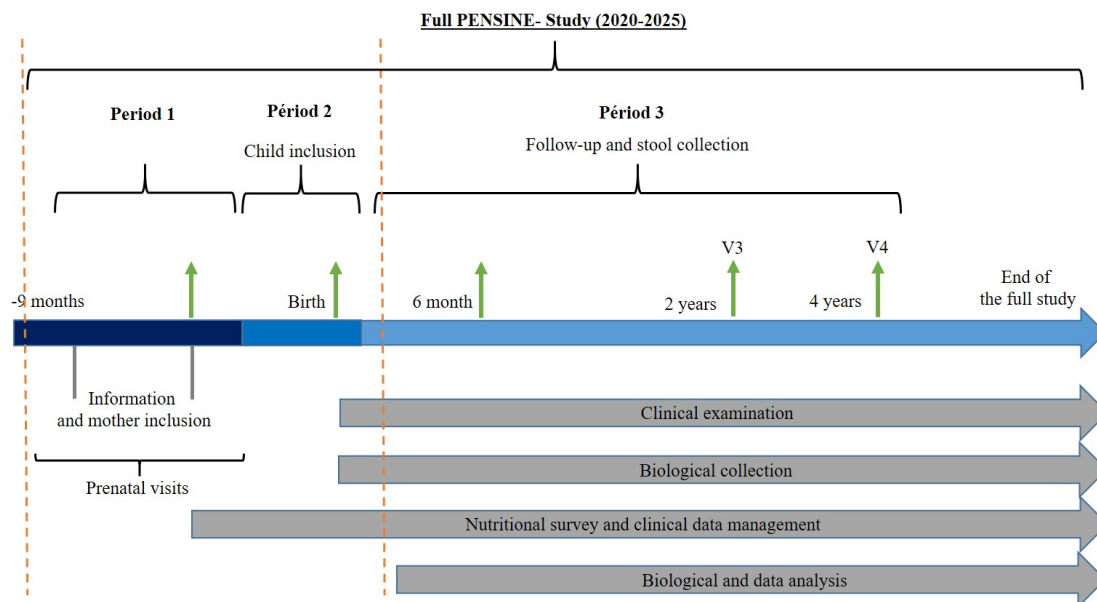 Full PENSINE- Study (2020-2025)
Period 1
Périod 2
Périod 3
Child inclusion
Follow-up and stool collection
V3
V4
-9 months
Birth
6 month
2 years
4 years
End of
the full study
Information
and mother inclusion
Prenatal visits
Clinical examination
Biological collection
Nutritional survey and clinical data management
Biological and data analysis